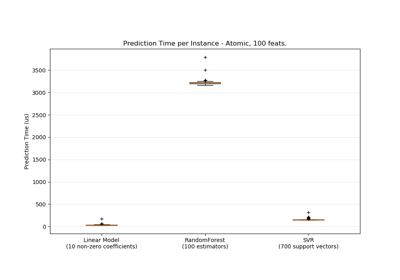 Prediction Time per Instance - Atomic, 100 feats.
Prediction Time (us)
3500
3000
2500
2000
1500
1000
500
0
Linear Model
(10 non-zero coefficients)
RandomForest
(100 estimators)
SVR
(700 support vectors)